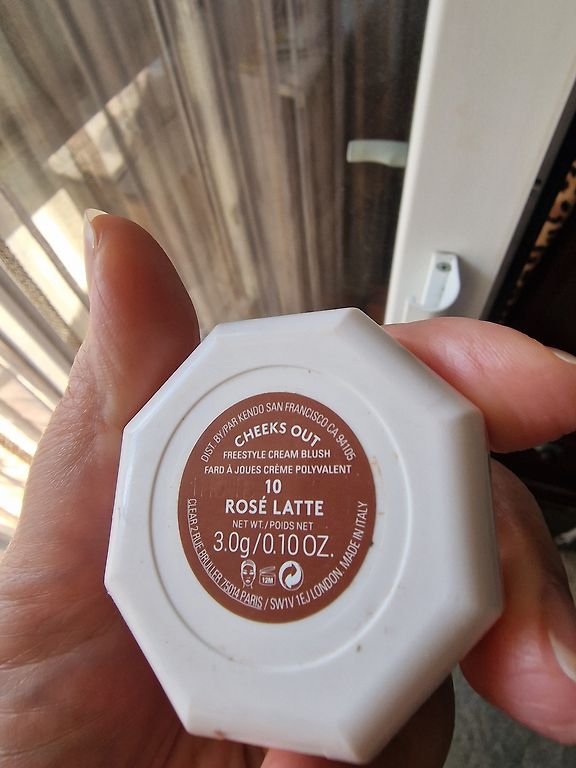 DIST. BY/PAR KENDO SAN FRANCISCO CA 94105
CHEEKS OUT
FREESTYLE CREAM BLUSH
FARD À JOUES CRÈME POLYVALENT
10
ROSÉ LATTE
NET WT./POIDS NET
3.0g/0.10 OZ.
12M
CLEAR 2 RUE BRULLER 75014 PARIS / SW1V 1EJ LONDON. MADE IN ITALY